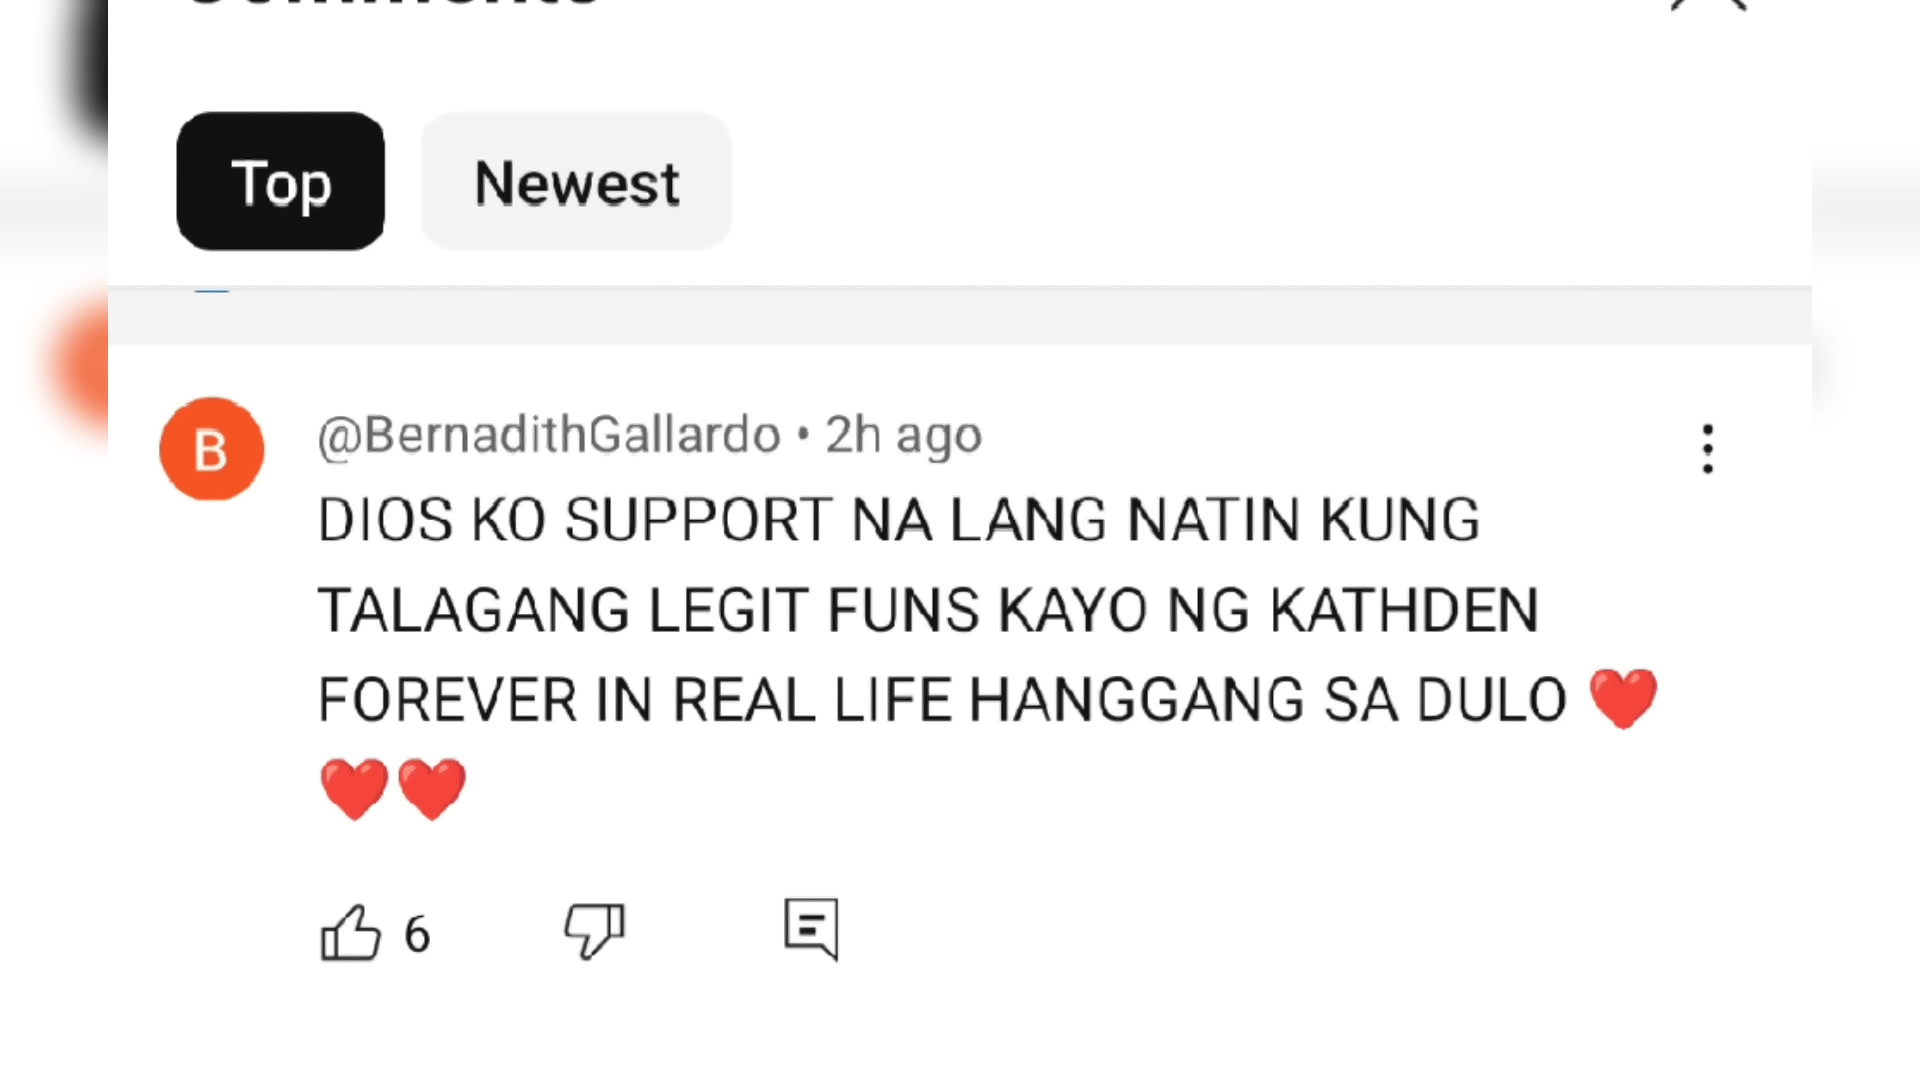 Comments
Top
Newest
@BernadithGallardo • 2h ago
DIOS KO SUPPORT NA LANG NATIN KUNG
TALAGANG LEGIT FUNS KAYO NG KATHDEN
FOREVER IN REAL LIFE HANGGANG SA DULO ❤️
❤️❤️
6
B